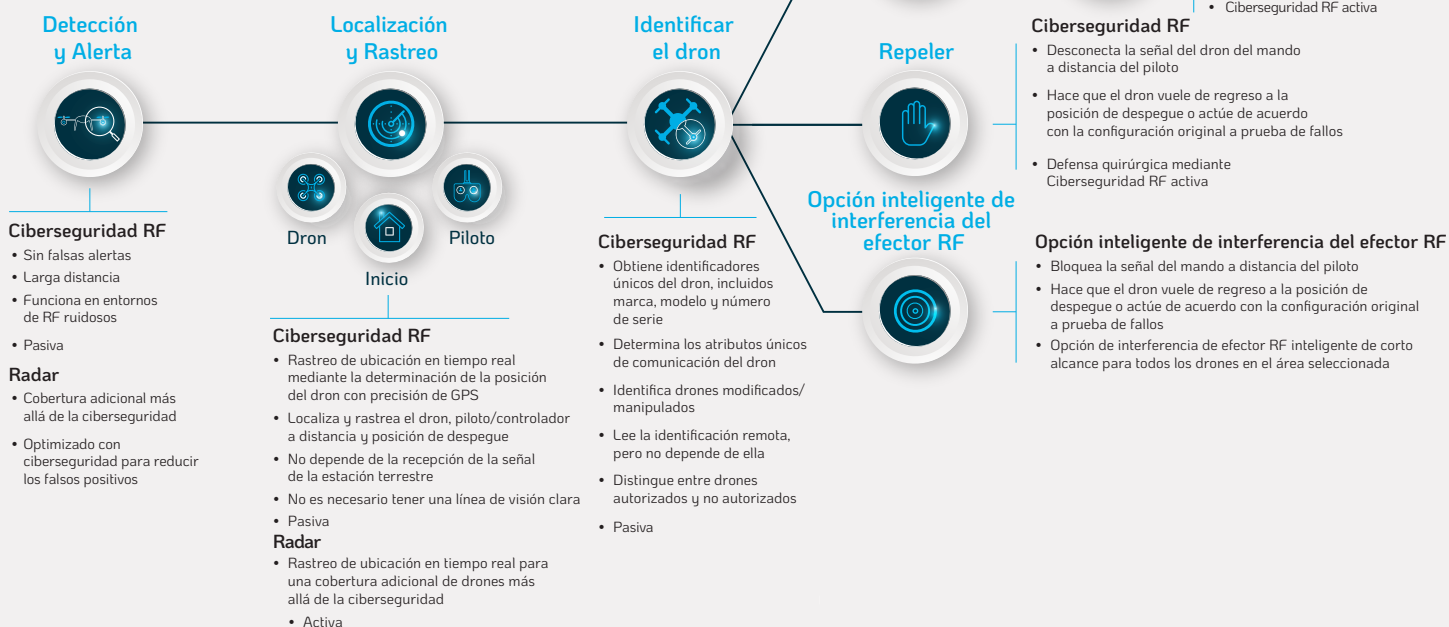 Detección
y Alerta
Ciberseguridad RF
• Sin falsas alertas
• Larga distancia
• Funciona en entornos
de RF ruidosos
• Pasiva
Radar
• Cobertura adicional más
allá de la ciberseguridad
• Optimizado con
ciberseguridad para reducir
los falsos positivos
Localización
y Rastreo
Dron
Inicio
Piloto
Ciberseguridad RF
• Rastreo de ubicación en tiempo real
mediante la determinación de la posición
del dron con precisión de GPS
• Localiza y rastrea el dron, piloto/controlador
a distancia y posición de despegue
• No depende de la recepción de la señal
de la estación terrestre
• No es necesario tener una línea de visión clara
• Pasiva
Radar
• Rastreo de ubicación en tiempo real para
una cobertura adicional de drones más
allá de la ciberseguridad
• Activa
Identificar
el dron
Ciberseguridad RF
• Obtiene identificadores
únicos del dron, incluidos
marca, modelo y número
de serie
• Determina los atributos únicos
de comunicación del dron
• Identifica drones modificados/
manipulados
• Lee la identificación remota,
pero no depende de ella
• Distingue entre drones
autorizados y no autorizados
• Pasiva
• Ciberseguridad RF activa
Repeler
Ciberseguridad RF
• Desconecta la señal del dron del mando
a distancia del piloto
• Hace que el dron vuele de regreso a la
posición de despegue o actúe de acuerdo
con la configuración original a prueba de fallos
• Defensa quirúrgica mediante
Ciberseguridad RF activa
Opción inteligente de
interferencia del
efector RF
Opción inteligente de interferencia del efector RF
• Bloquea la señal del mando a distancia del piloto
• Hace que el dron vuele de regreso a la posición de
despegue o actúe de acuerdo con la configuración original
a prueba de fallos
• Opción de interferencia de efector RF inteligente de corto
alcance para todos los drones en el área seleccionada